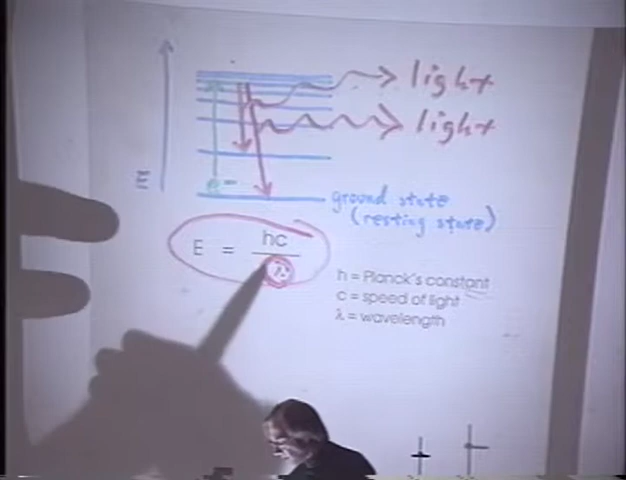 light
light
E
e-
ground state
(resting state)
E = hc
λ
h = Planck's constant
c = speed of light
λ = wavelength